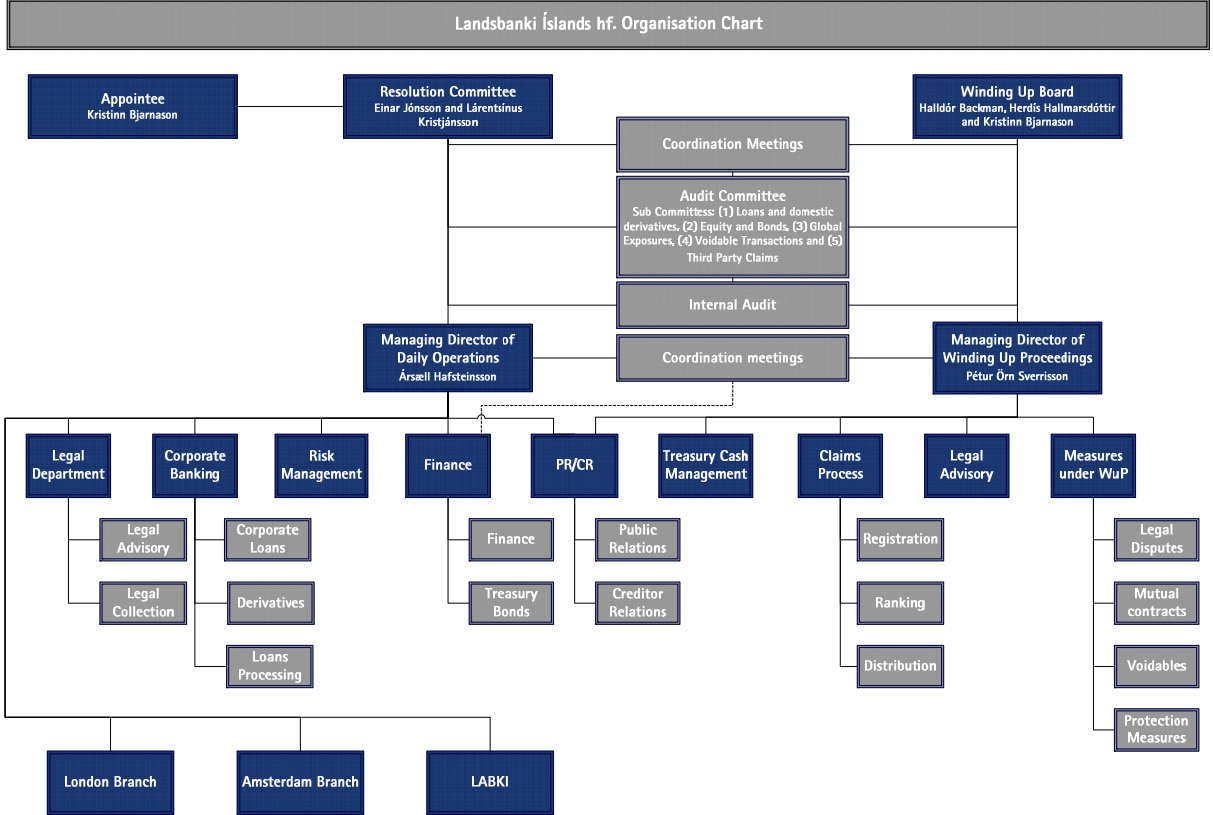 Landsbanki Íslands hf. Organisation Chart
Appointee
Kristinn Bjarnason
Resolution Committee
Einar Jónsson and Lárentsínus
Kristjánsson
Winding Up Board
Halldór Backman, Herdís Hallmarsdóttir
and Kristinn Bjarnason
Coordination Meetings
Audit Committee
Sub Committess: (1) Loans and domestic
derivatives, (2) Equity and Bonds, (3) Global
Exposures, (4) Voidable Transactions and (5)
Third Party Claims
Internal Audit
Managing Director of
Daily Operations
Ársæll Hafsteinsson
Coordination meetings
Managing Director of
Winding Up Proceedings
Pétur Örn Sverrisson
Legal
Department
Corporate
Banking
Risk
Management
Finance
PR/CR
Treasury Cash
Management
Claims
Process
Legal
Advisory
Measures
under WuP
Legal
Advisory
Legal
Collection
Corporate
Loans
Derivatives
Loans
Processing
Finance
Treasury
Bonds
Public
Relations
Creditor
Relations
Registration
Ranking
Distribution
Legal
Disputes
Mutual
contracts
Voidables
Protection
Measures
London Branch
Amsterdam Branch
LABKI